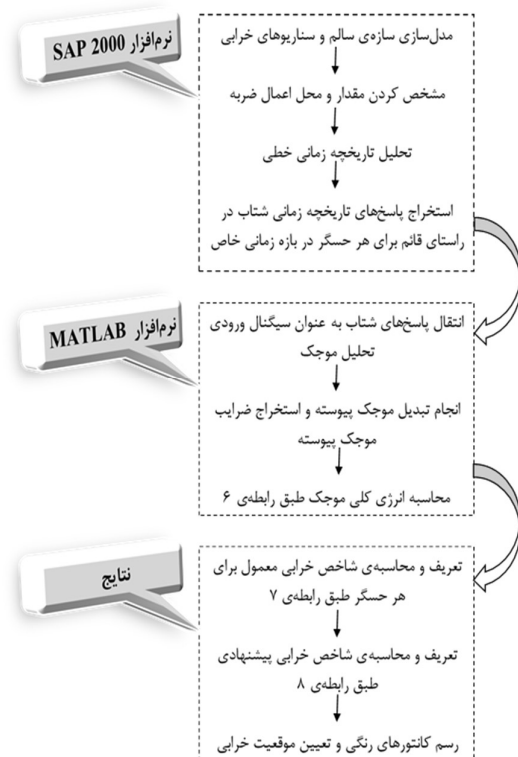 نرم‌افزار SAP 2000
مدل‌سازی سازه‌ی سالم و سناریوهای خرابی
مشخص کردن مقدار و محل اعمال ضربه
تحلیل تاریخچه زمانی خطی
استخراج پاسخ‌های تاریخچه زمانی شتاب در
راستای قائم برای هر حسگر در بازه زمانی خاص
نرم‌افزار MATLAB
انتقال پاسخ‌های شتاب به عنوان سیگنال ورودی
تحلیل موجک
انجام تبدیل موجک پیوسته و استخراج ضرایب
موجک پیوسته
محاسبه انرژی کلی موجک طبق رابطه‌ی ۶
نتایج
تعریف و محاسبه‌ی شاخص خرابی معمول برای
هر حسگر طبق رابطه‌ی ۷
تعریف و محاسبه‌ی شاخص خرابی پیشنهادی
طبق رابطه‌ی ۸
رسم کانتورهای رنگی و تعیین موقعیت خرابی